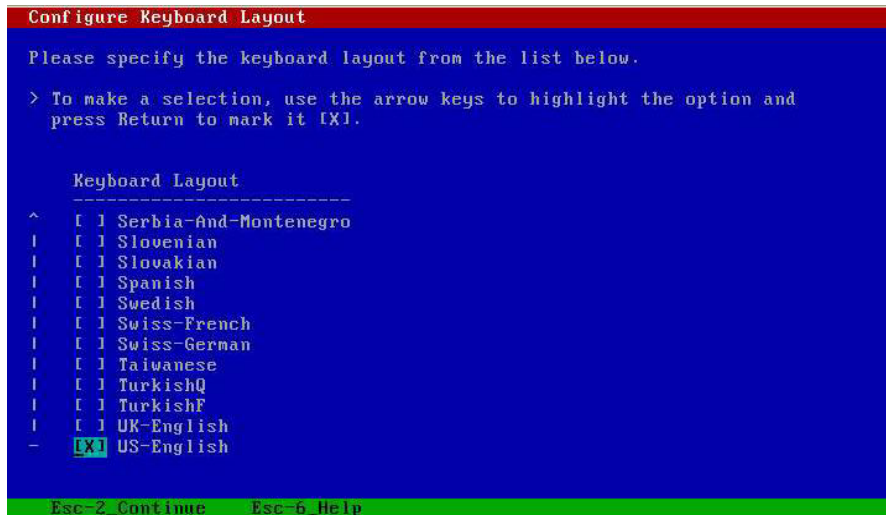 Configure Keyboard Layout
Please specify the keyboard layout from the list below.
> To make a selection, use the arrow keys to highlight the option and
press Return to mark it [X].
Keyboard Layout
-------------------------
^ [ ] Serbia-And-Montenegro
| [ ] Slovenian
| [ ] Slovakian
| [ ] Spanish
| [ ] Swedish
| [ ] Swiss-French
| [ ] Swiss-German
| [ ] Taiwanese
| [ ] TurkishQ
| [ ] TurkishF
| [ ] UK-English
- [X] US-English
Esc-2_Continue Esc-6_Help